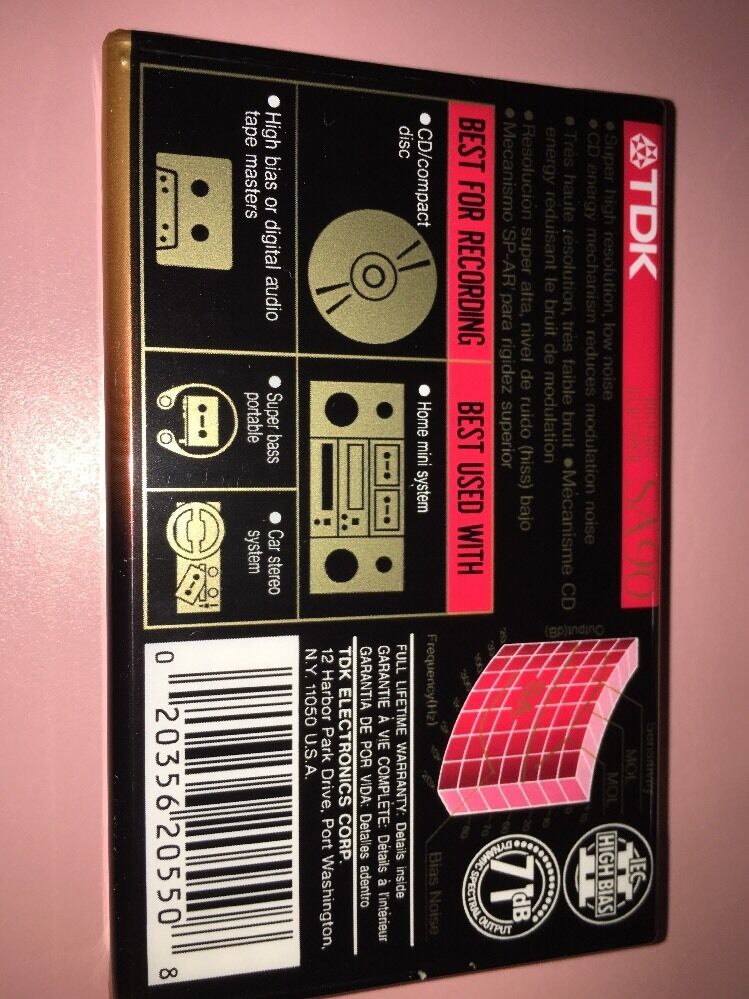 TDK
SA90
• Super high resolution, low noise
• CD energy mechanism reduces modulation noise
• Très haute résolution, très faible bruit • Mécanisme CD
energy réduisant le bruit de modulation
• Resolución super alta, nivel de ruido (hiss) bajo
• Mecanismo SP-AR para rigidez superior
BEST FOR RECORDING
BEST USED WITH
• CD/compact
disc
• Home mini system
• High bias or digital audio
tape masters
• Super bass
portable
• Car stereo
system
Sensitivity
MOL
MOL
Output(dB)
SA
Frequency(Hz)
Bias Noise
IEC
II
HIGH BIAS
71dB
DYNAMIC SPECTRAL OUTPUT
FULL LIFETIME WARRANTY: Details inside
GARANTIE À VIE COMPLÈTE: Détails à l'intérieur
GARANTIA DE POR VIDA: Detalles adentro
TDK ELECTRONICS CORP.
12 Harbor Park Drive, Port Washington,
N.Y. 11050 U.S.A.
0 20356 20550 8